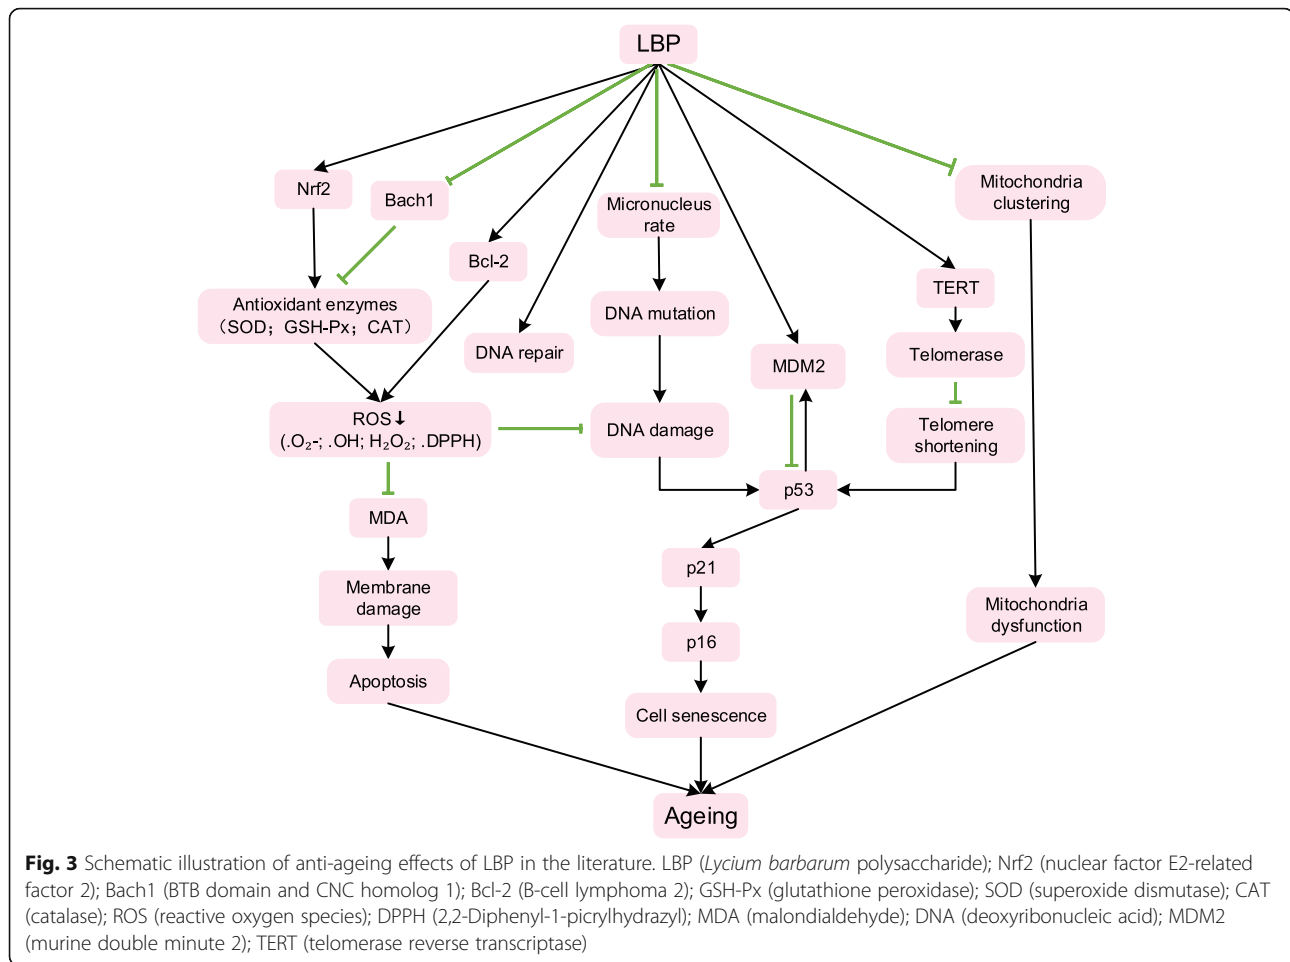 LBP
Nrf2
Bach1
Micronucleus
rate
Mitochondria
clustering
Bcl-2
TERT
Antioxidant enzymes
（SOD；GSH-Px；CAT）
DNA mutation
DNA repair
MDM2
Telomerase
ROS↓
(.O₂-; .OH; H₂O₂; .DPPH)
DNA damage
Telomere
shortening
p53
MDA
p21
Membrane
damage
Mitochondria
dysfunction
p16
Apoptosis
Cell senescence
Ageing
Fig. 3 Schematic illustration of anti-ageing effects of LBP in the literature. LBP (Lycium barbarum polysaccharide); Nrf2 (nuclear factor E2-related
factor 2); Bach1 (BTB domain and CNC homolog 1); Bcl-2 (B-cell lymphoma 2); GSH-Px (glutathione peroxidase); SOD (superoxide dismutase); CAT
(catalase); ROS (reactive oxygen species); DPPH (2,2-Diphenyl-1-picrylhydrazyl); MDA (malondialdehyde); DNA (deoxyribonucleic acid); MDM2
(murine double minute 2); TERT (telomerase reverse transcriptase)